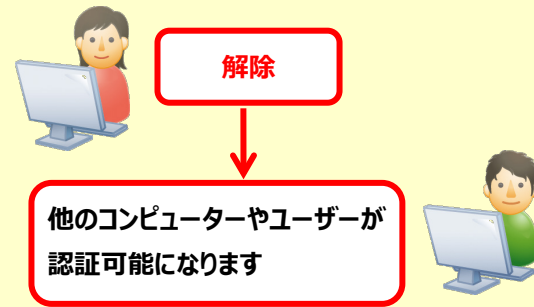 解除
他のコンピューターやユーザーが
認証可能になります